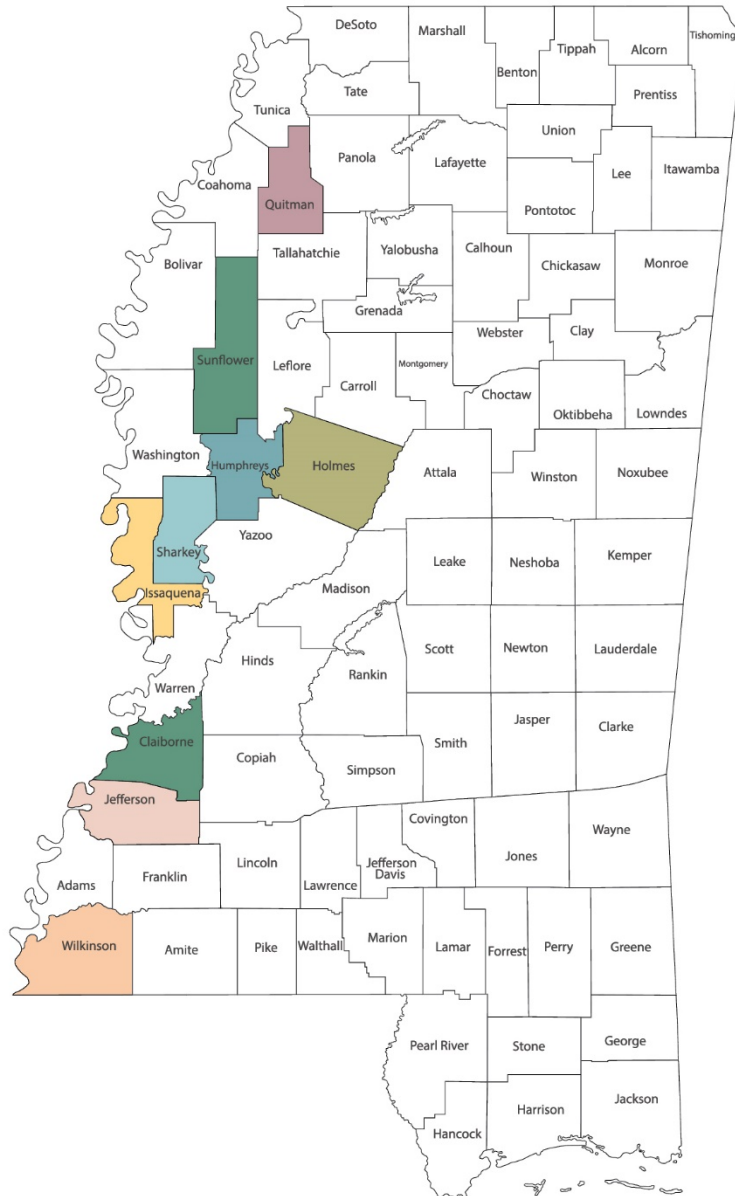 DeSoto
Marshall
Benton
Tippah
Alcorn
Tishoming
Tate
Prentiss
Tunica
Union
Panola
Lafayette
Lee
Itawamba
Coahoma
Quitman
Pontotoc
Tallahatchie
Yalobusha
Calhoun
Bolivar
Chickasaw
Monroe
Grenada
Webster
Clay
Sunflower
Leflore
Montgomery
Carroll
Choctaw
Oktibbeha
Lowndes
Washington
Humphreys
Holmes
Attala
Winston
Noxubee
Yazoo
Sharkey
Leake
Neshoba
Kemper
Issaquena
Madison
Hinds
Scott
Newton
Lauderdale
Rankin
Warren
Jasper
Clarke
Claiborne
Smith
Copiah
Simpson
Jefferson
Covington
Wayne
Jones
Lincoln
Jefferson
Davis
Franklin
Adams
Lawrence
Wilkinson
Amite
Pike
Walthall
Marion
Lamar
Forrest
Perry
Greene
Pearl River
Stone
George
Harrison
Jackson
Hancock